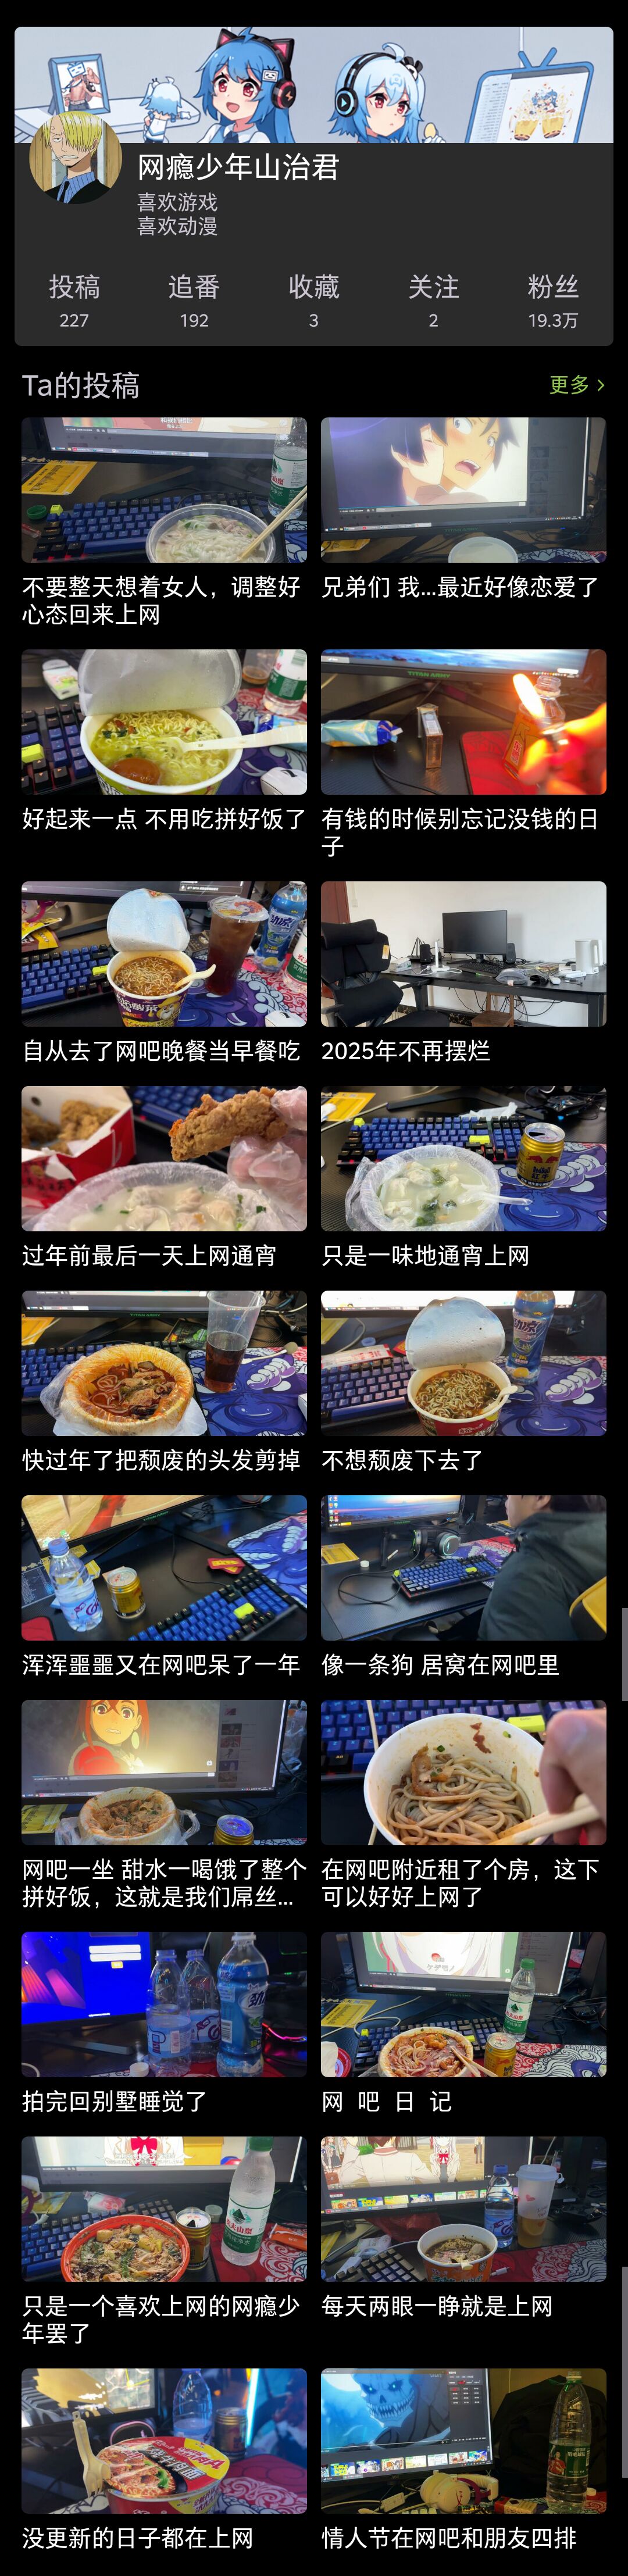 网瘾少年山治君
喜欢游戏
喜欢动漫
投稿 追番 收藏 关注 粉丝
227 192 3 2 19.3万
Ta的投稿 更多 >
不要整天想着女人，调整好
心态回来上网
兄弟们 我...最近好像恋爱了
好起来一点 不用吃拼好饭了
有钱的时候别忘记没钱的日
子
自从去了网吧晚餐当早餐吃
2025年不再摆烂
过年前最后一天上网通宵
只是一味地通宵上网
快过年了把颓废的头发剪掉
不想颓废下去了
浑浑噩噩又在网吧呆了一年
像一条狗 居窝在网吧里
网吧一坐 甜水一喝饿了整个
拼好饭，这就是我们屌丝...
在网吧附近租了个房，这下
可以好好上网了
拍完回别墅睡觉了
网 吧 日 记
只是一个喜欢上网的网瘾少
年罢了
每天两眼一睁就是上网
没更新的日子都在上网
情人节在网吧和朋友四排